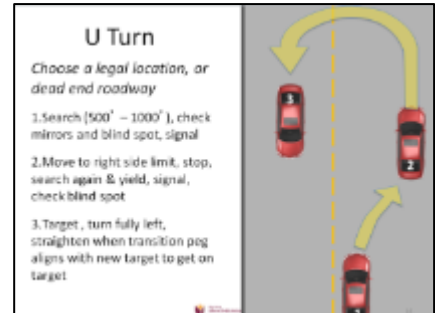 U Turn
Choose a legal location, or
dead end roadway
1.Search (500’ – 1000’ ), check
mirrors and blind spot, signal
2.Move to right side limit, stop,
search again & yield, signal,
check blind spot
3.Target , turn fully left,
straighten when transition peg
aligns with new target to get on
target
3
2